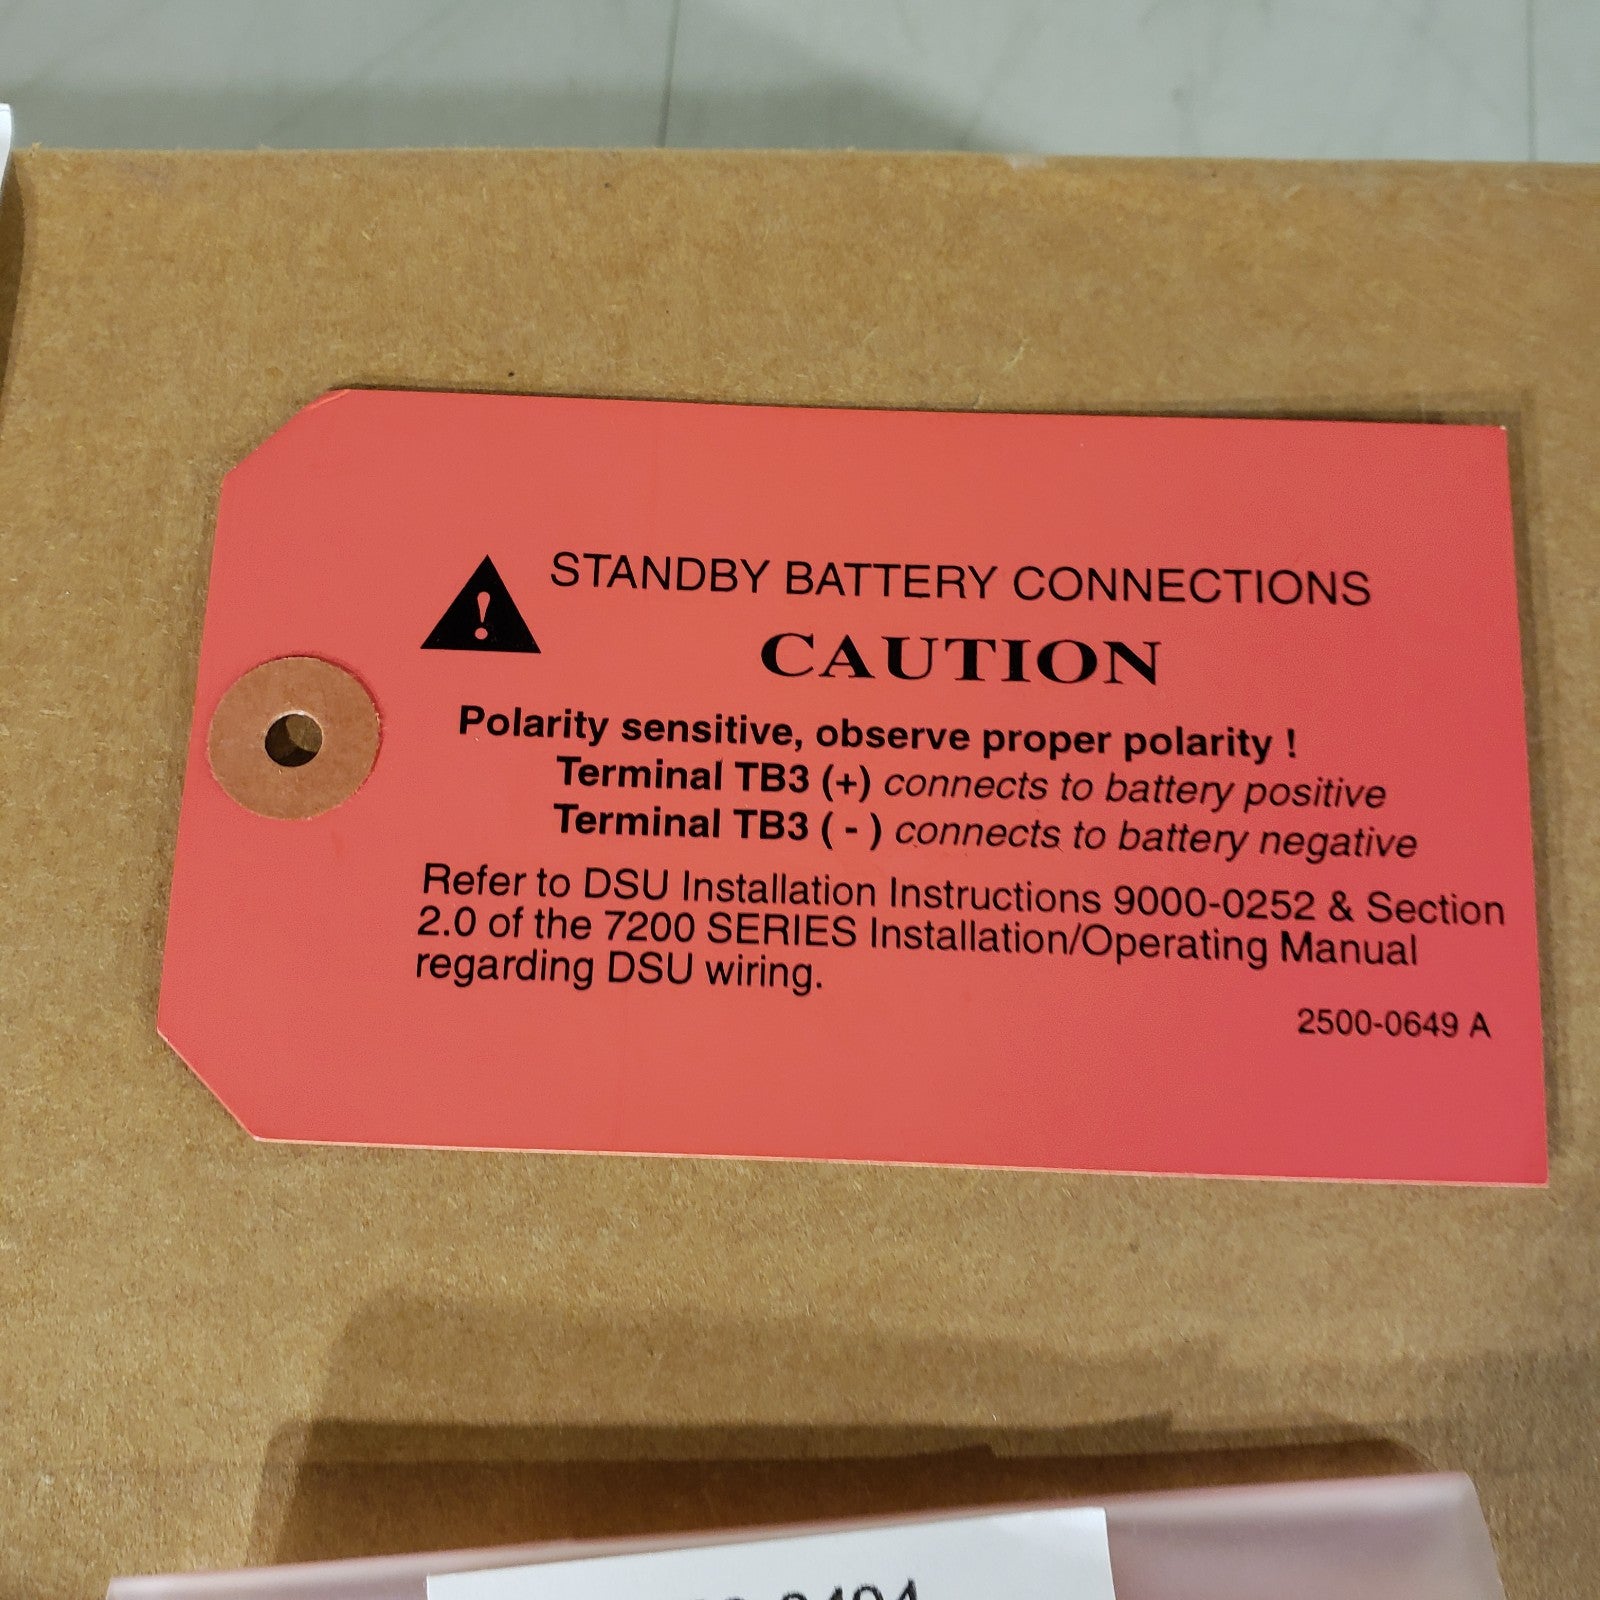 STANDBY BATTERY CONNECTIONS
!
CAUTION
Polarity sensitive, observe proper polarity !
Terminal TB3 (+) connects to battery positive
Terminal TB3 ( - ) connects to battery negative
Refer to DSU Installation Instructions 9000-0252 & Section
2.0 of the 7200 SERIES Installation/Operating Manual
regarding DSU wiring.
2500-0649 A